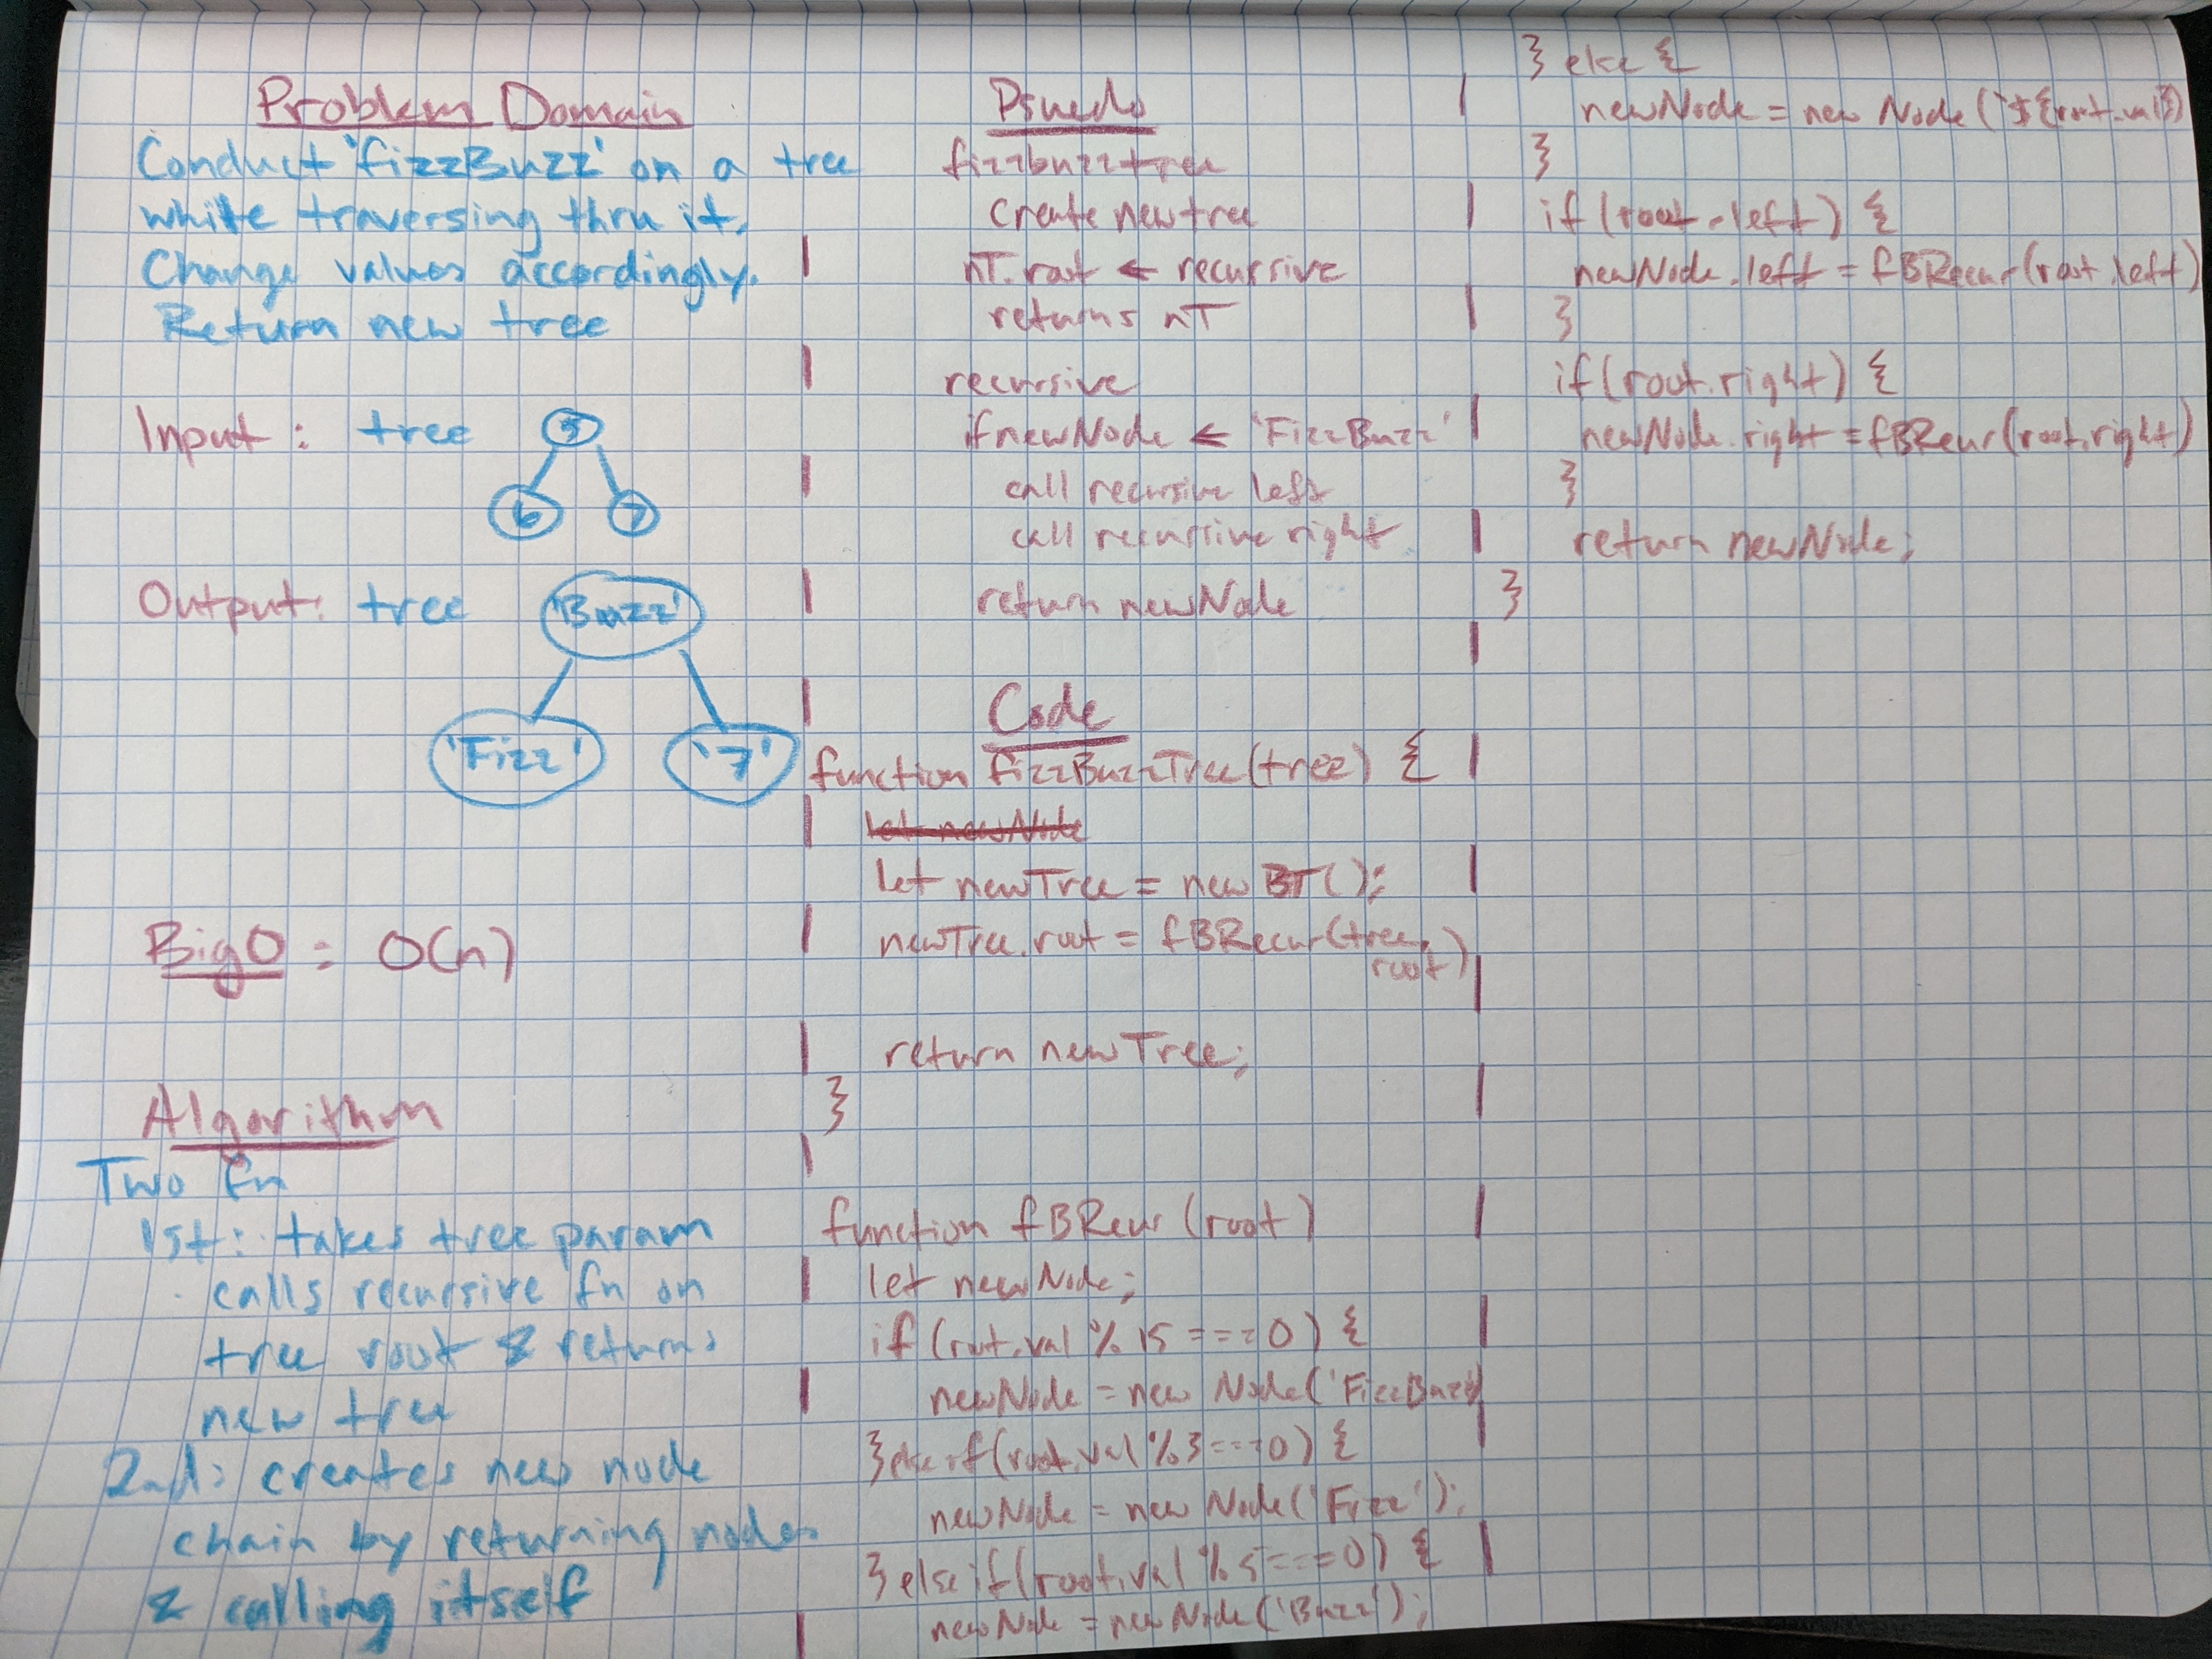 Problem Domain
Conduct 'fizzBuzz' on a tree
while traversing thru it.
Change values accordingly.
Return new tree
Input: tree
5
6 7
Output: tree
'Buzz'
'Fizz' '7'
BigO = O(n)
Algorithm
Two fn
1st: takes tree param
calls recursive fn on
tree root & returns
new tree
2nd: creates new node
chain by returning nodes
& calling itself
Psuedo
fizzbuzztree
create newtree
nT.root ← recursive
returns nT
recursive
if newNode ← 'FizzBuzz'
call recursive left
call recursive right
return newNode
Code
function fizzBuzzTree(tree) {
let newNode
let newTree = new BT();
newTree.root = fBRecur(tree.
root)
return newTree;
}
function fBRecur (root)
let newNode;
if (root.val % 15 === 0) {
newNode = new Node('FizzBuzz')
} else if (root.val % 3 === 0) {
newNode = new Node('Fizz');
} else if (root.val % 5 === 0) {
newNode = new Node('Buzz');
} else {
newNode = new Node(`${root.val}`)
}
if (root.left) {
newNode.left = fBRecur(root.left)
}
if (root.right) {
newNode.right = fBRecur(root.right)
}
return newNode;
}